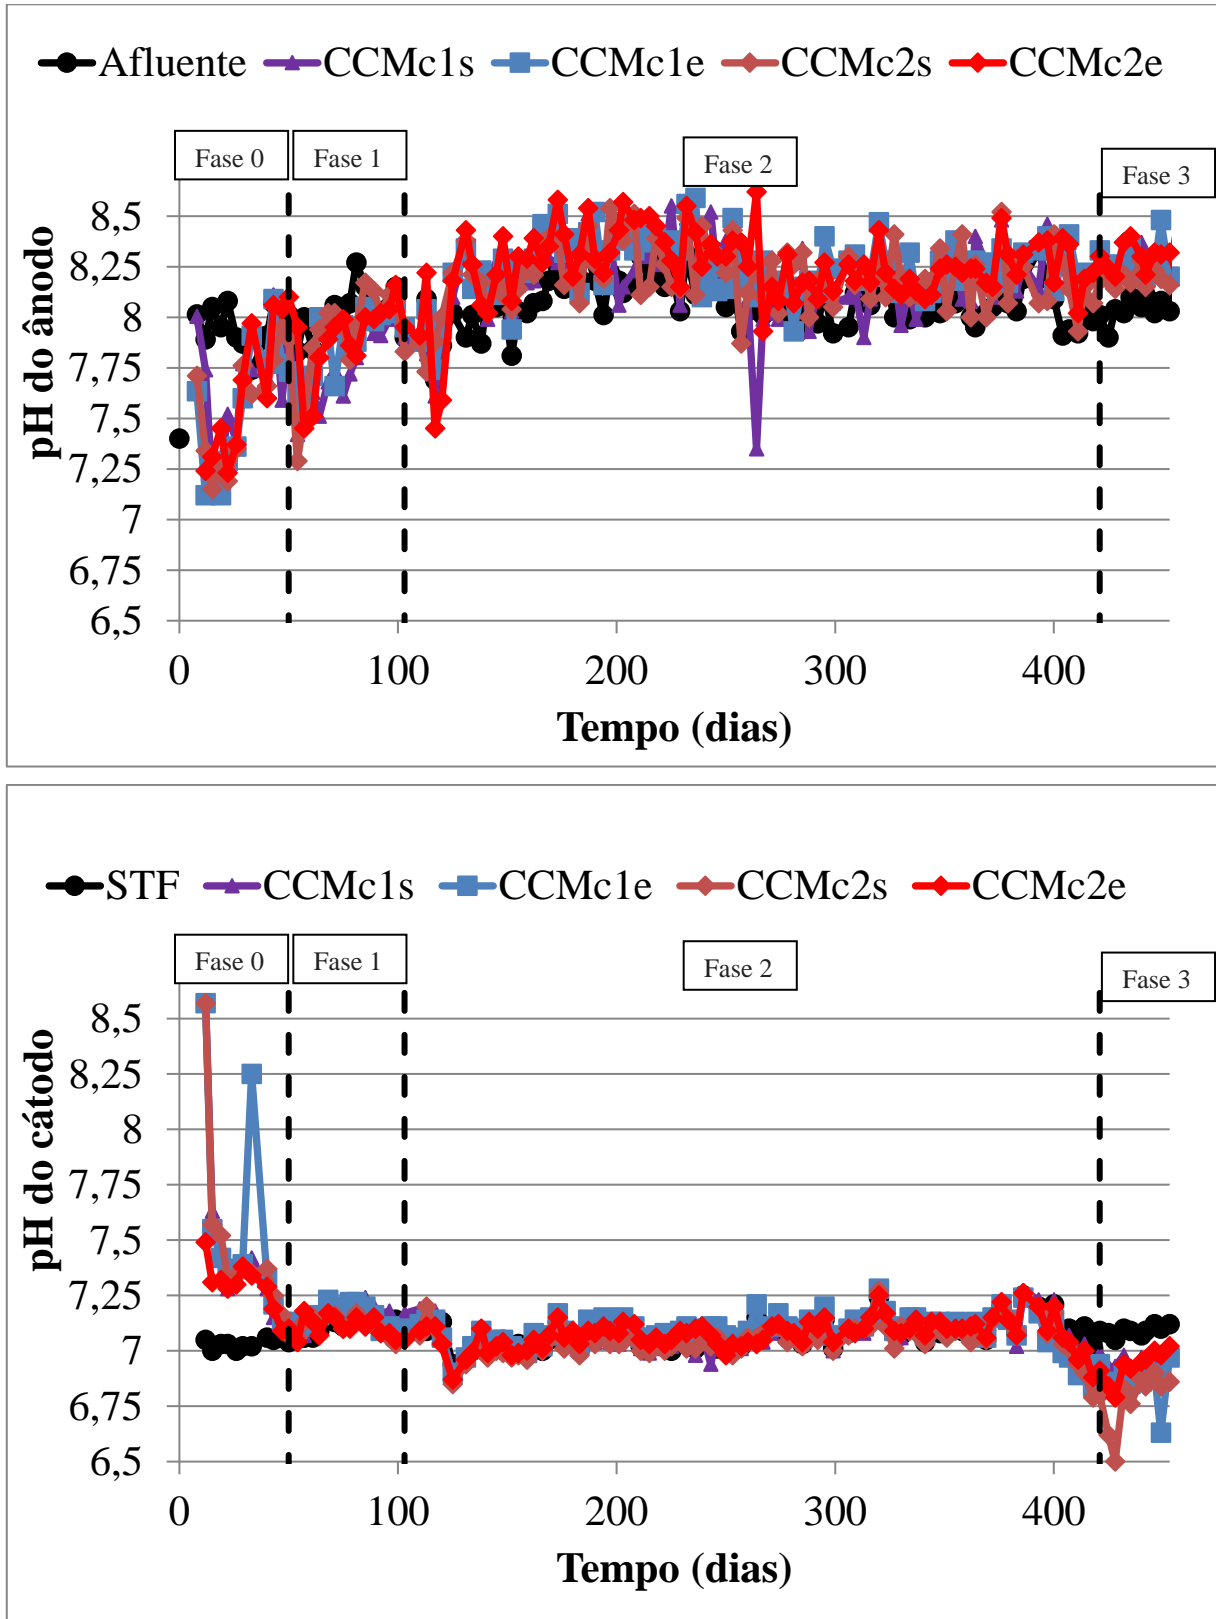 Afluente CCMc1s CCMc1e CCMc2s CCMc2e
Fase 0 Fase 1 Fase 2 Fase 3
8,5
8,25
8
7,75
7,5
7,25
7
6,75
6,5
pH do ânodo
0 100 200 300 400
Tempo (dias)
STF CCMc1s CCMc1e CCMc2s CCMc2e
Fase 0 Fase 1 Fase 2 Fase 3
8,5
8,25
8
7,75
7,5
7,25
7
6,75
6,5
pH do cátodo
0 100 200 300 400
Tempo (dias)